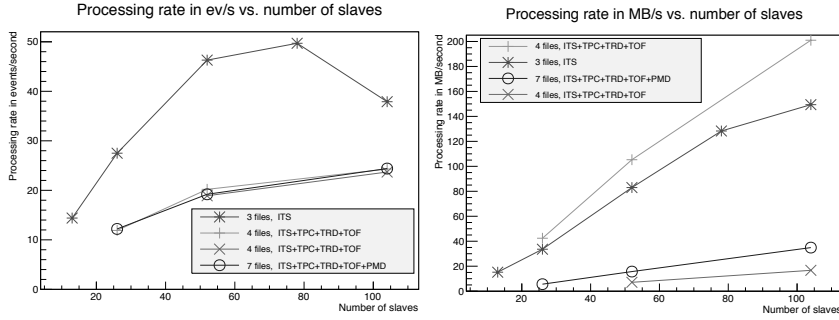 Processing rate in ev/s vs. number of slaves
Processing rate in events/second
50
40
30
20
10
0
3 files, ITS
4 files, ITS+TPC+TRD+TOF
4 files, ITS+TPC+TRD+TOF
7 files, ITS+TPC+TRD+TOF+PMD
20 40 60 80 100
Number of slaves
Processing rate in MB/s vs. number of slaves
Processing rate in MB/second
200
180
160
140
120
100
80
60
40
20
0
4 files, ITS+TPC+TRD+TOF
3 files, ITS
7 files, ITS+TPC+TRD+TOF+PMD
4 files, ITS+TPC+TRD+TOF
20 40 60 80 100
Number of slaves